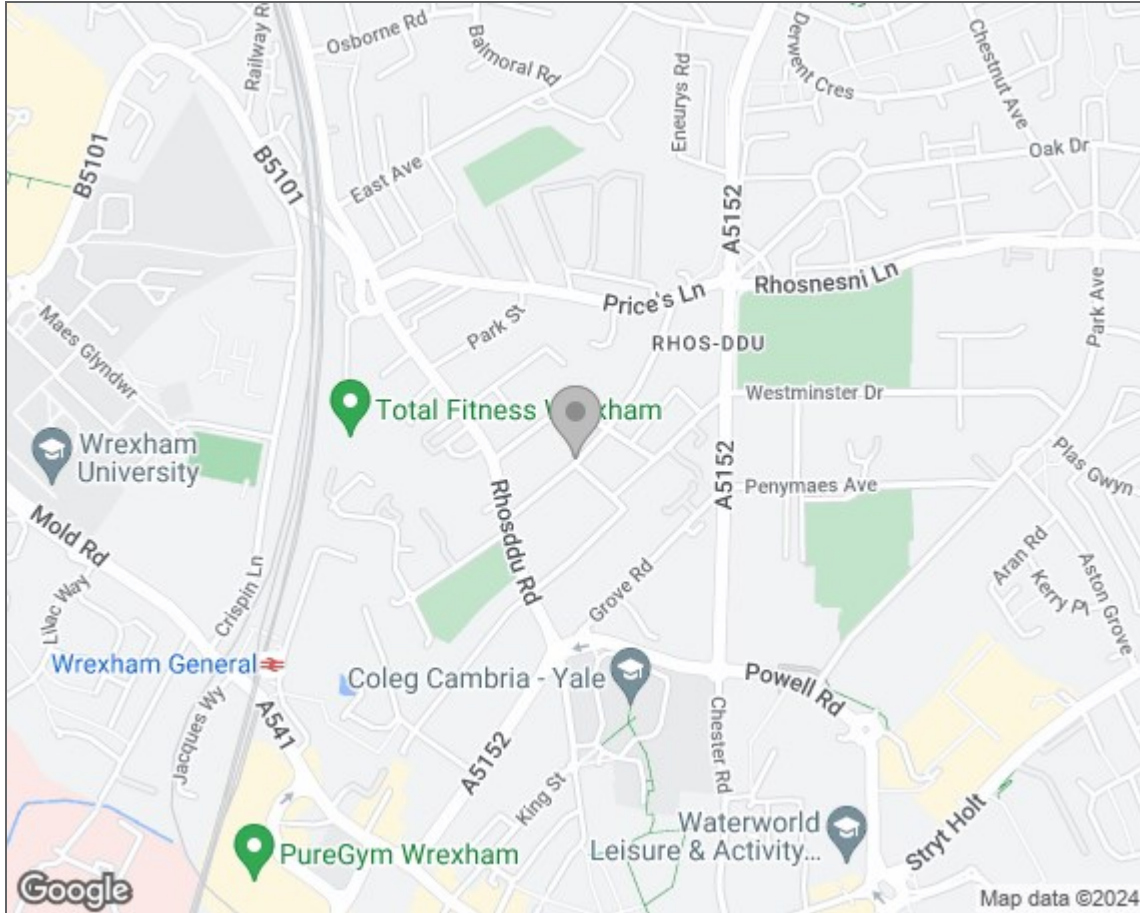 Osborne Rd
Railway Rd
Balmoral Rd
Eneurys Rd
Derwent Cres
Chestnut Ave
Oak Dr
B5101
B5101
East Ave
A5152
Park Ave
Rhosnesni Ln
Price's Ln
Park St
RHOS-DDU
Maes Glyndwr
Westminster Dr
Total Fitness Wrexham
Wrexham
University
Plas Gwyn
A5152
Penymaes Ave
Rhosddu Rd
Mold Rd
Aran Rd
Kerry Pl
Aston Grove
Crispin Ln
Lilac Way
Grove Rd
Wrexham General
Coleg Cambria - Yale
Powell Rd
Jacques Wy
A541
A5152
King St
Chester Rd
Waterworld
Leisure & Activity...
Stryt Holt
PureGym Wrexham
Google
Map data ©2024